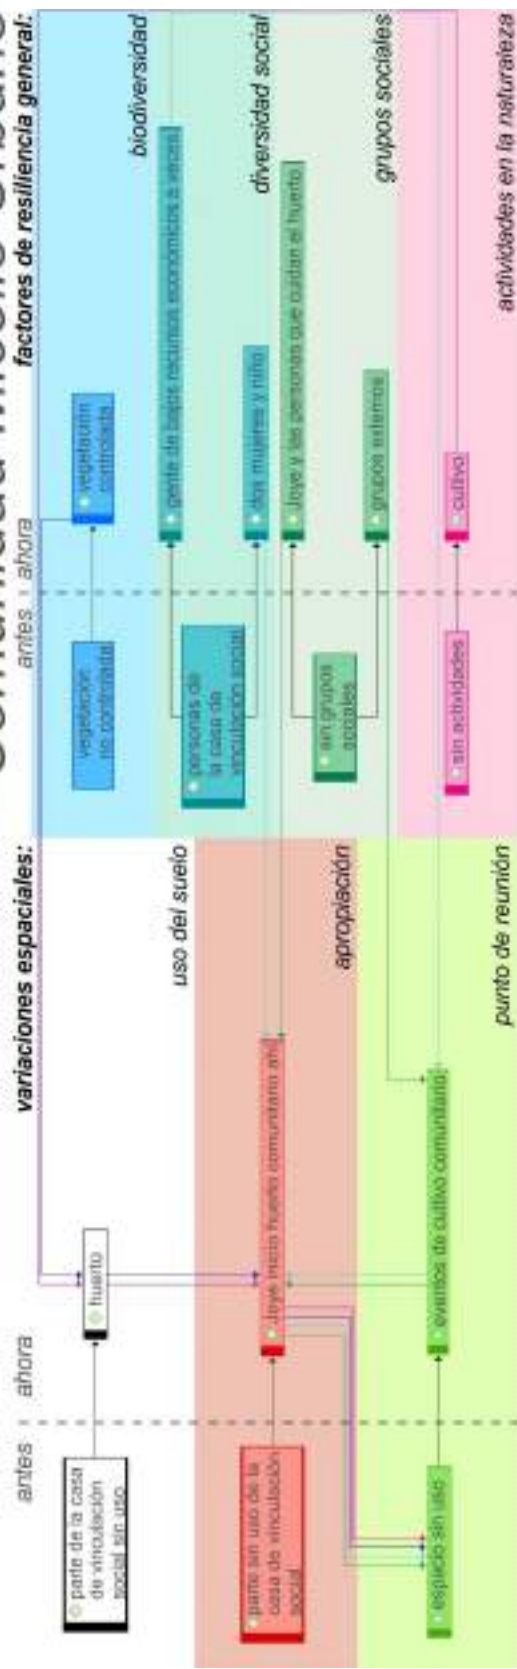 variaciones espaciales:
antes
ahora
parte de la casa
de vinculación
social sin uso
huerto
uso del suelo
parte sin uso de la
casa de vinculación
social
Joye inicio huerto comunitario ahí
apropiación
espacio sin uso
eventos de cultivo comunitario
punto de reunión
factores de resiliencia general:
antes
ahora
vegetación
no controlada
vegetación
controlada
biodiversidad
personas de
la casa de
vinculación social
gente de bajos recursos económicos a veces
dos mujeres y niño
diversidad social
sin grupos
sociales
Joye y las personas que cuidan el huerto
grupos externos
grupos sociales
sin actividades
cultivo
actividades en la naturaleza